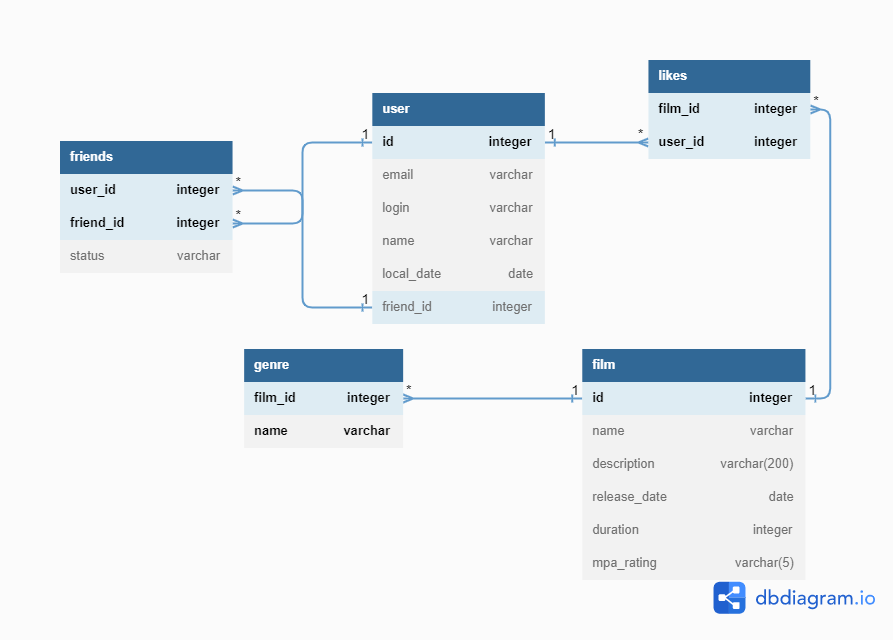 likes
film_id integer
user_id integer
user
id integer
email varchar
login varchar
name varchar
local_date date
friend_id integer
friends
user_id integer
friend_id integer
status varchar
1
1
*
*
*
*
1
genre
film_id integer
name varchar
*
1
1
film
id integer
name varchar
description varchar(200)
release_date date
duration integer
mpa_rating varchar(5)
dbdiagram.io